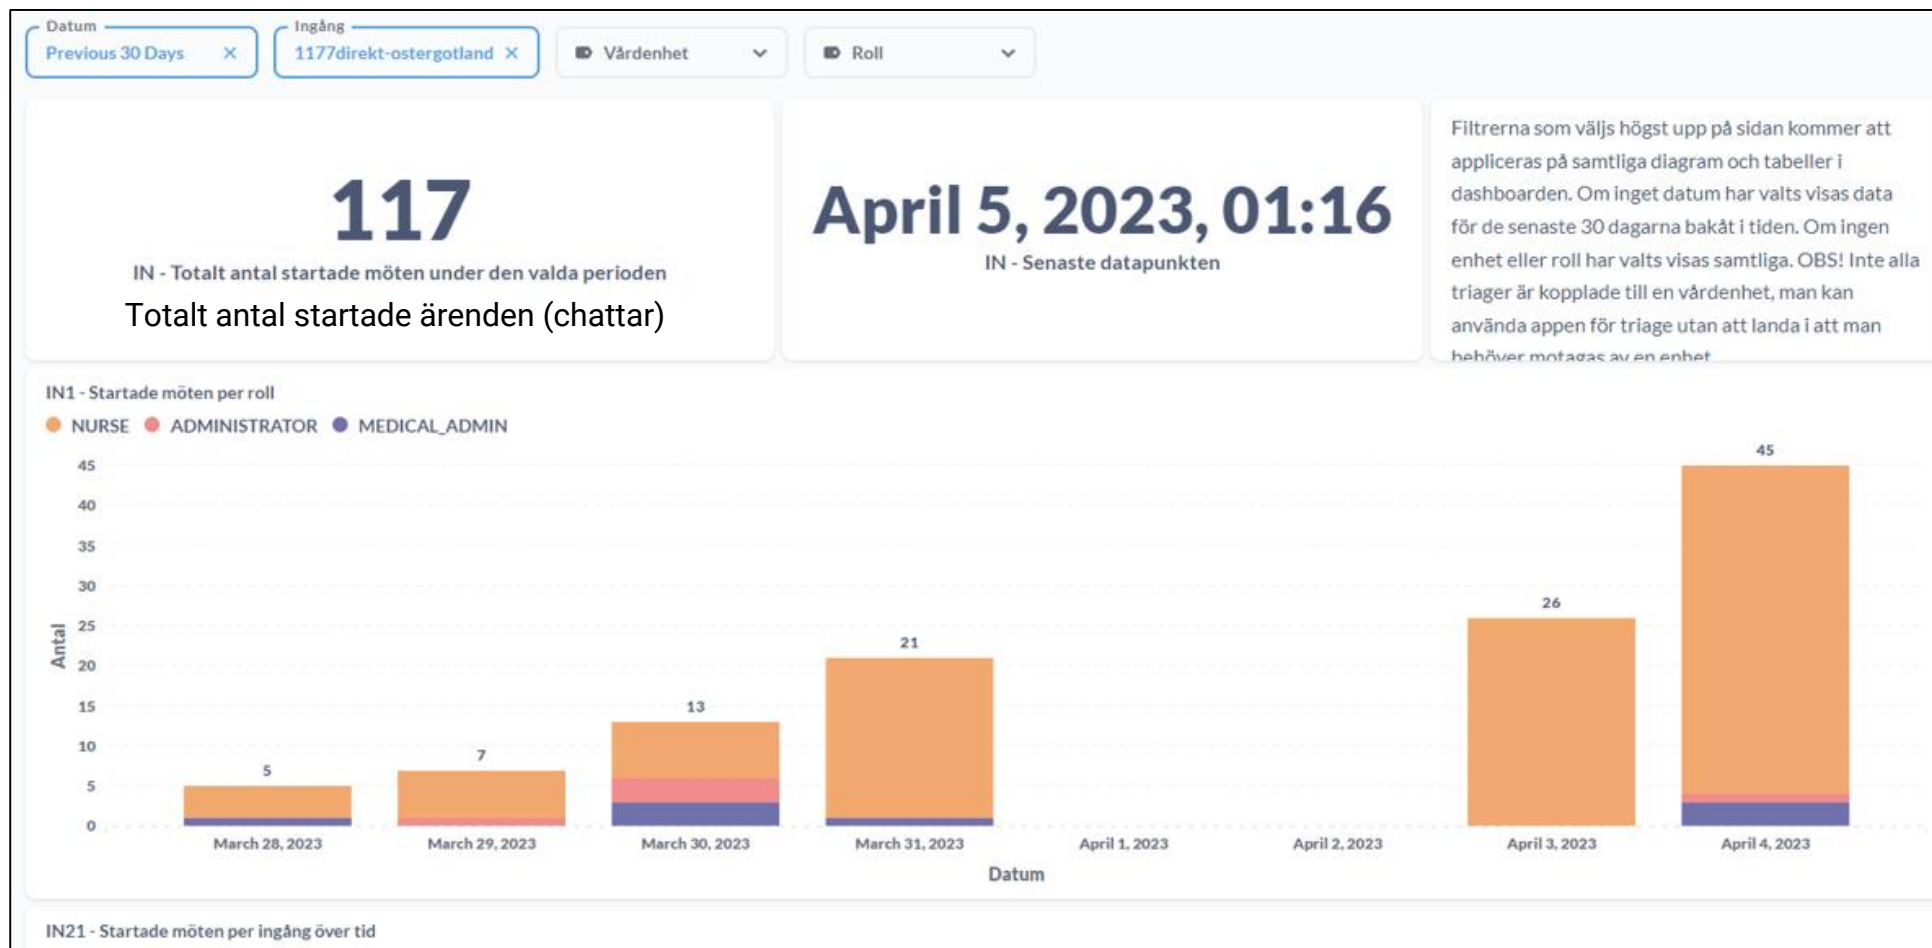 Datum
Previous 30 Days ×
Ingång
1177direkt-ostergotland ×
Vårdenhet
Roll
117
IN - Totalt antal startade möten under den valda perioden
Totalt antal startade ärenden (chattar)
April 5, 2023, 01:16
IN - Senaste datapunkten
Filtrerna som väljs högst upp på sidan kommer att
appliceras på samtliga diagram och tabeller i
dashboarden. Om inget datum har valts visas data
för de senaste 30 dagarna bakåt i tiden. Om ingen
enhet eller roll har valts visas samtliga. OBS! Inte alla
triager är kopplade till en vårdenhet, man kan
använda appen för triage utan att landa i att man
behöver motagas av en enhet
IN1 - Startade möten per roll
NURSE ADMINISTRATOR MEDICAL_ADMIN
45
40
35
30
25
20
15
10
5
0
Antal
5
7
13
21
26
45
March 28, 2023
March 29, 2023
March 30, 2023
March 31, 2023
April 1, 2023
April 2, 2023
April 3, 2023
April 4, 2023
Datum
IN21 - Startade möten per ingång över tid